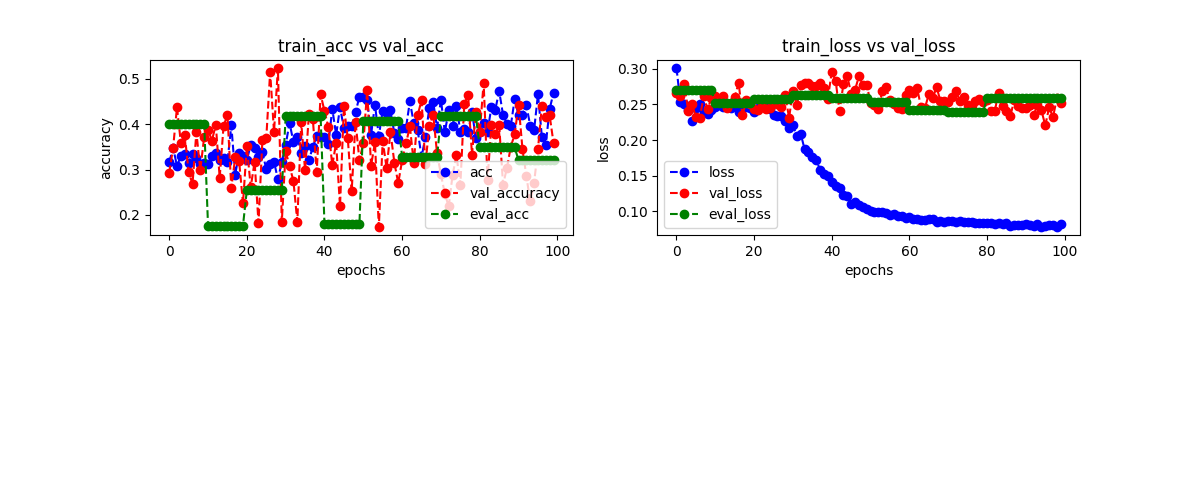 train_acc vs val_acc
0.5
0.4
0.3
0.2
accuracy
0 20 40 60 80 100
epochs
acc
val_accuracy
eval_acc
train_loss vs val_loss
0.30
0.25
0.20
0.15
0.10
loss
0 20 40 60 80 100
epochs
loss
val_loss
eval_loss